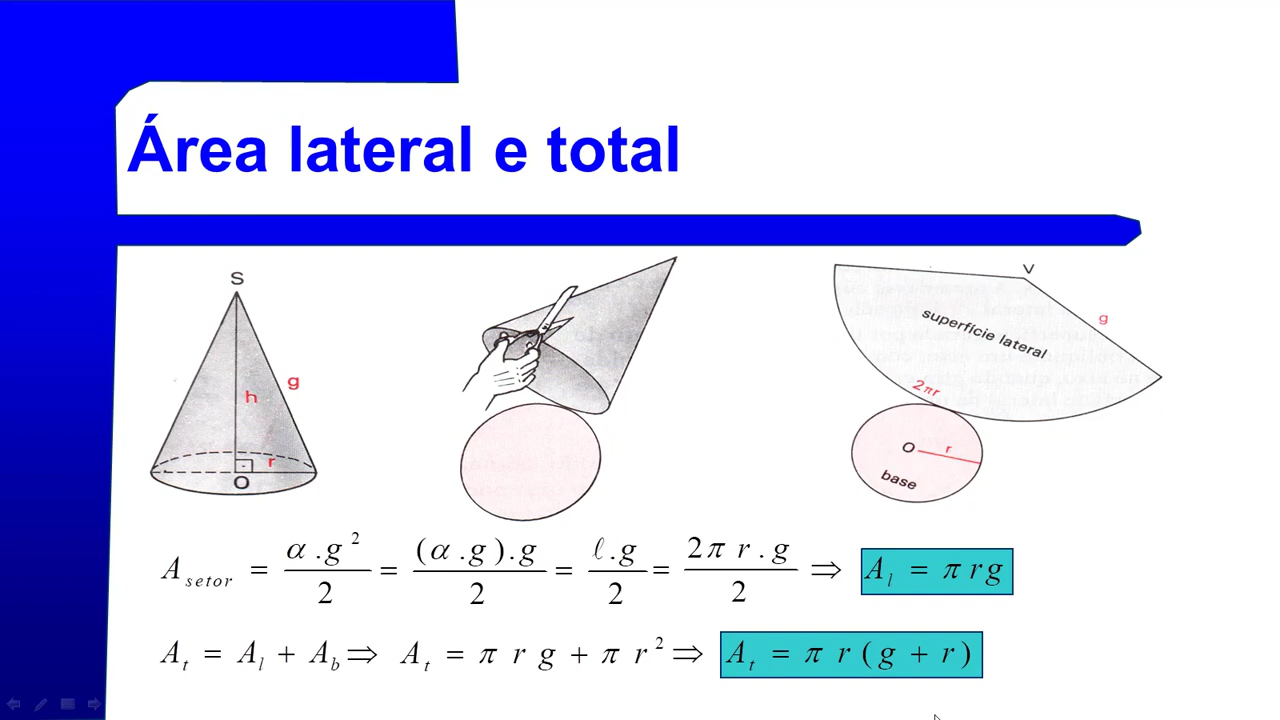 Área lateral e total
S
h
g
r
O
V
g
superfície lateral
2πr
O
r
base
A_setor = α.g²/2 = (α.g).g/2 = ℓ.g/2 = 2π r.g/2 ⇒ A_l = π r g
A_t = A_l + A_b ⇒ A_t = π r g + π r² ⇒ A_t = π r (g + r)